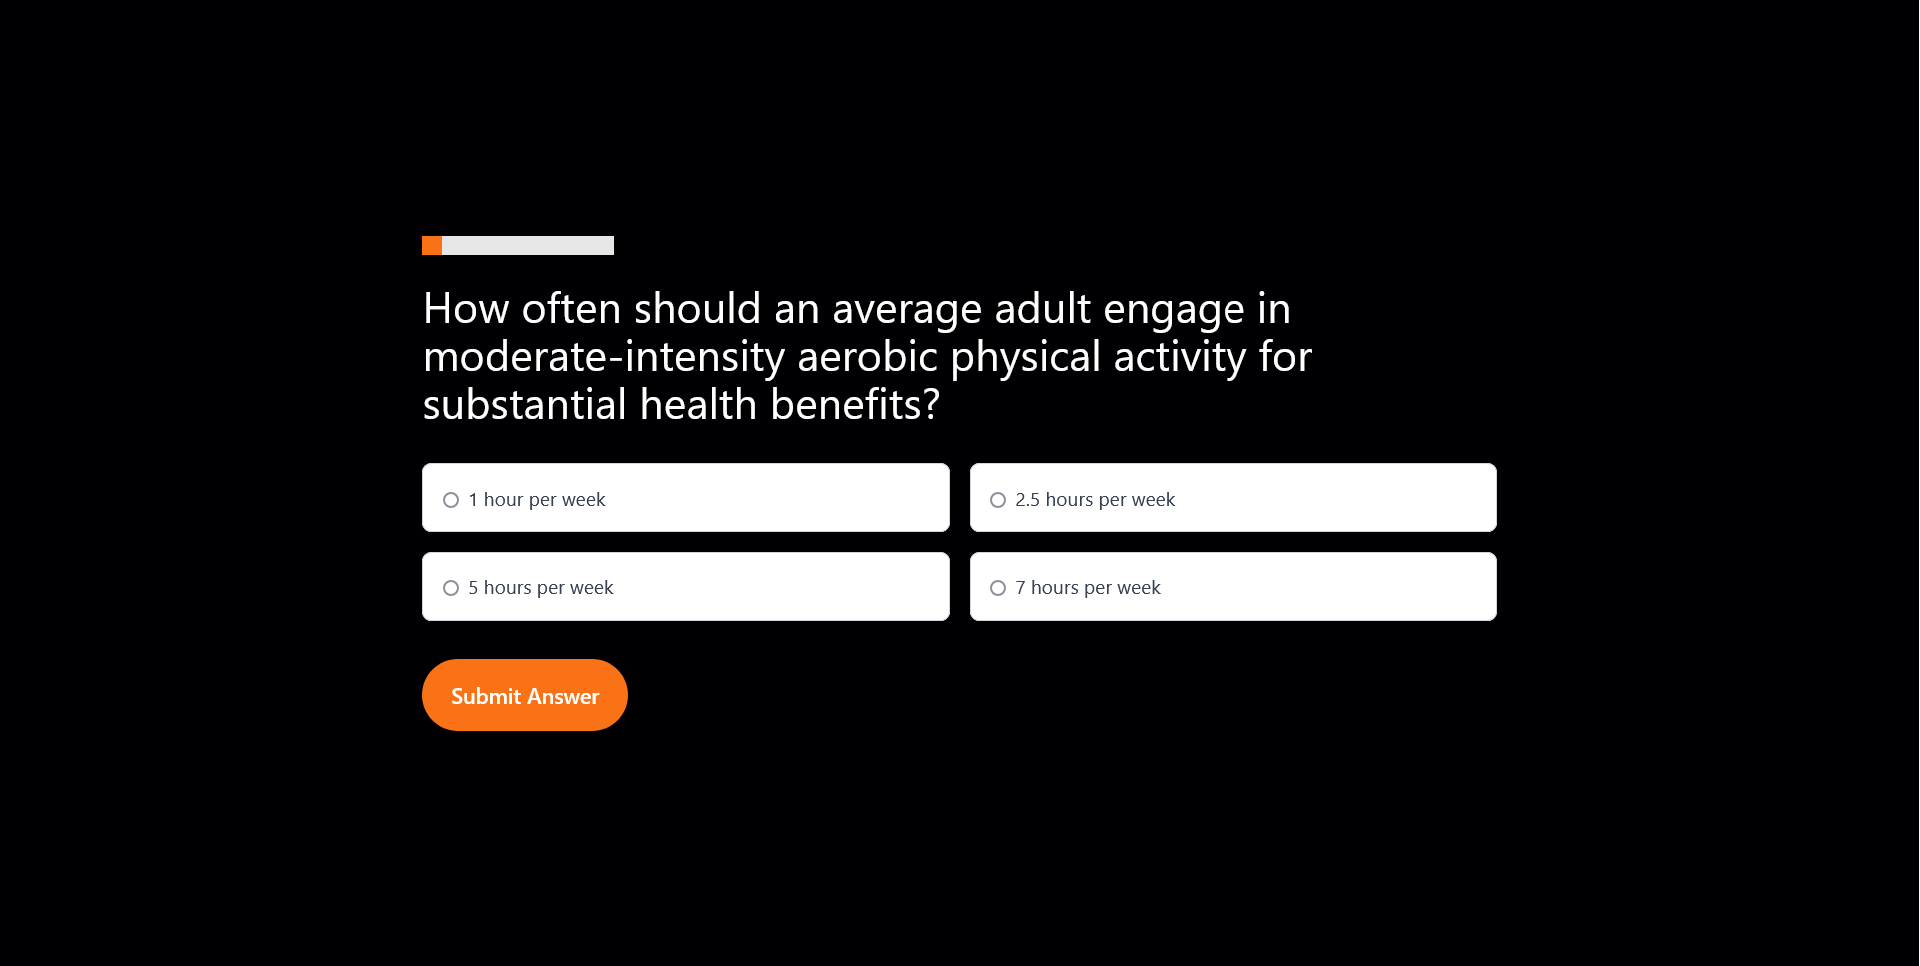 How often should an average adult engage in
moderate-intensity aerobic physical activity for
substantial health benefits?
1 hour per week
2.5 hours per week
5 hours per week
7 hours per week
Submit Answer